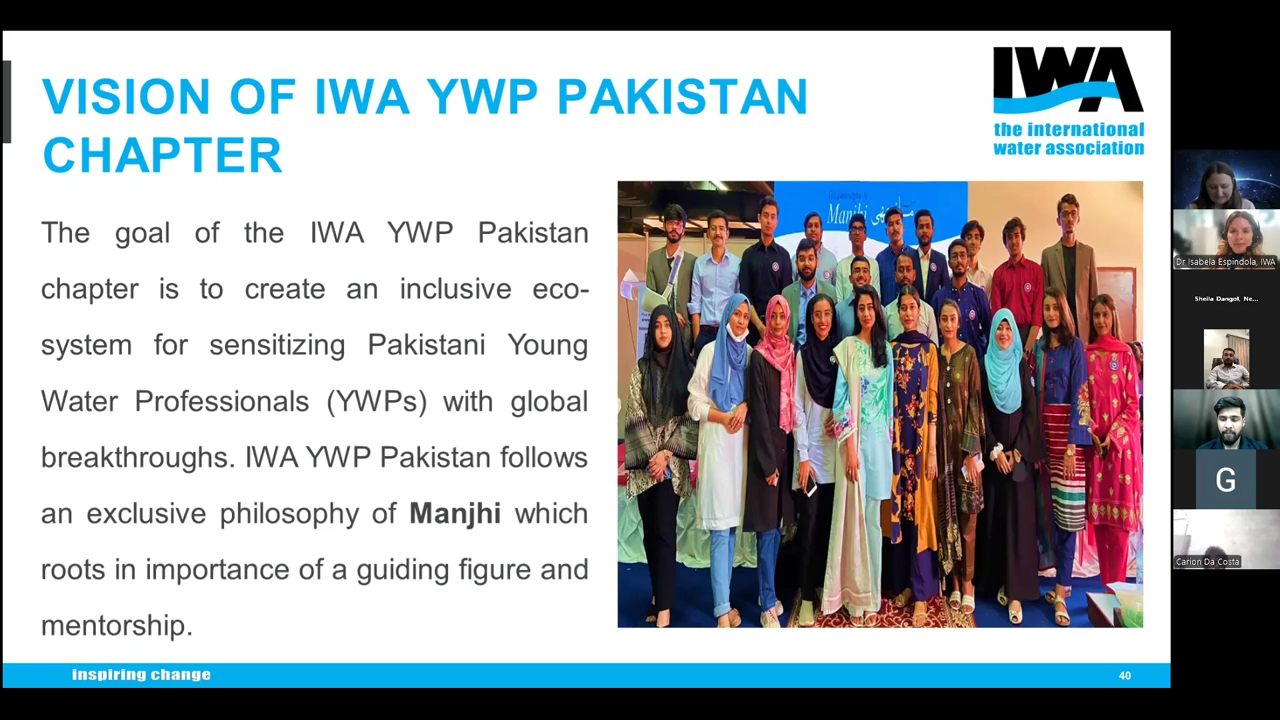 VISION OF IWA YWP PAKISTAN
CHAPTER
IWA
the international
water association
The goal of the IWA YWP Pakistan
chapter is to create an inclusive eco-
system for sensitizing Pakistani Young
Water Professionals (YWPs) with global
breakthroughs. IWA YWP Pakistan follows
an exclusive philosophy of Manjhi which
roots in importance of a guiding figure and
mentorship.
Manjhi
inspiring change
40
Dr Isabela Espindola, IWA
Sheila Dangol, Ne...
G
Carion Da Costa